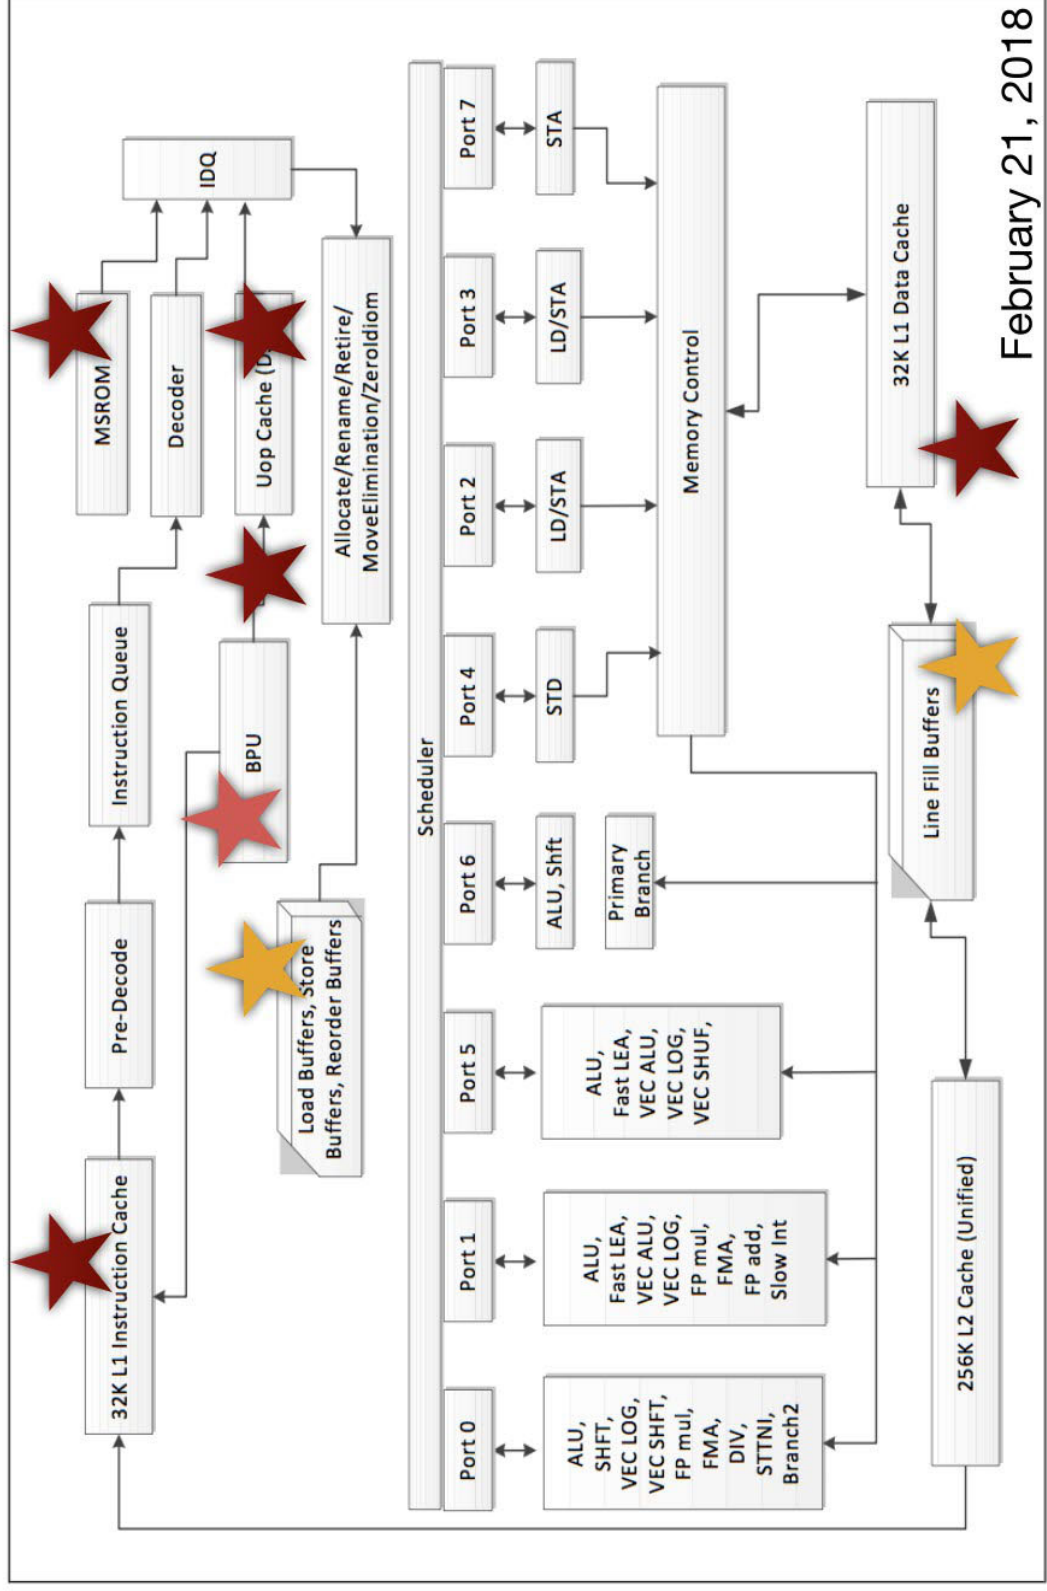 32K L1 Instruction Cache
Pre-Decode
Instruction Queue
MSROM
Decoder
Uop Cache (D
IDQ
BPU
Load Buffers, Store
Buffers, Reorder Buffers
Allocate/Rename/Retire/
MoveElimination/ZeroIdiom
Scheduler
Port 0
Port 1
Port 5
Port 6
Port 4
Port 2
Port 3
Port 7
ALU,
SHFT,
VEC LOG,
VEC SHFT,
FP mul,
FMA,
DIV,
STTNI,
Branch2
ALU,
Fast LEA,
VEC ALU,
VEC LOG,
FP mul,
FMA,
FP add,
Slow Int
ALU,
Fast LEA,
VEC ALU,
VEC LOG,
VEC SHUF,
ALU, Shft
Primary
Branch
STD
LD/STA
LD/STA
STA
Memory Control
256K L2 Cache (Unified)
Line Fill Buffers
32K L1 Data Cache
February 21, 2018